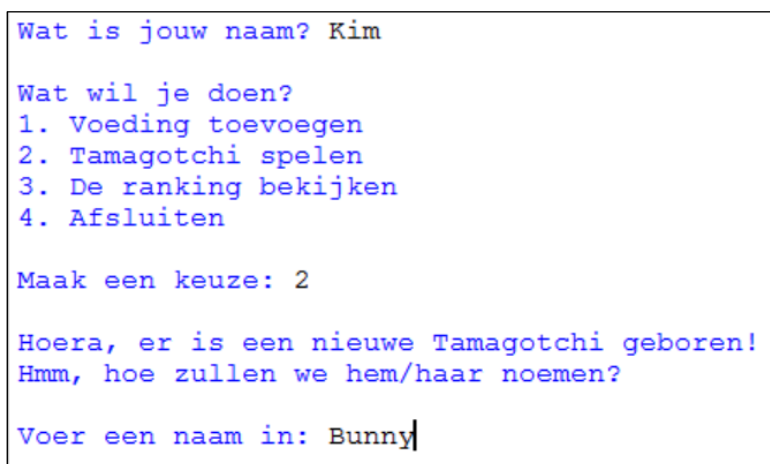 Wat is jouw naam? Kim
Wat wil je doen?
1. Voeding toevoegen
2. Tamagotchi spelen
3. De ranking bekijken
4. Afsluiten
Maak een keuze: 2
Hoera, er is een nieuwe Tamagotchi geboren!
Hmm, hoe zullen we hem/haar noemen?
Voer een naam in: Bunny